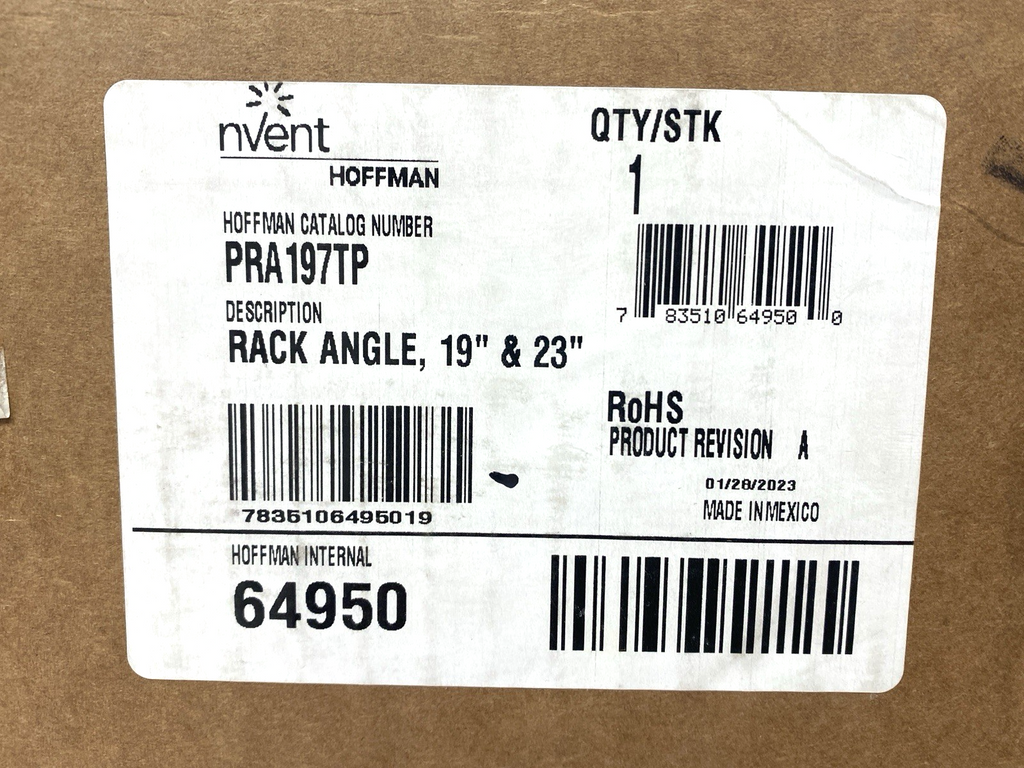 nVent
HOFFMAN
QTY/STK
1
HOFFMAN CATALOG NUMBER
PRA197TP
DESCRIPTION
RACK ANGLE, 19" & 23"
7 83510 64950 0
7835106495019
RoHS
PRODUCT REVISION A
01/28/2023
MADE IN MEXICO
HOFFMAN INTERNAL
64950